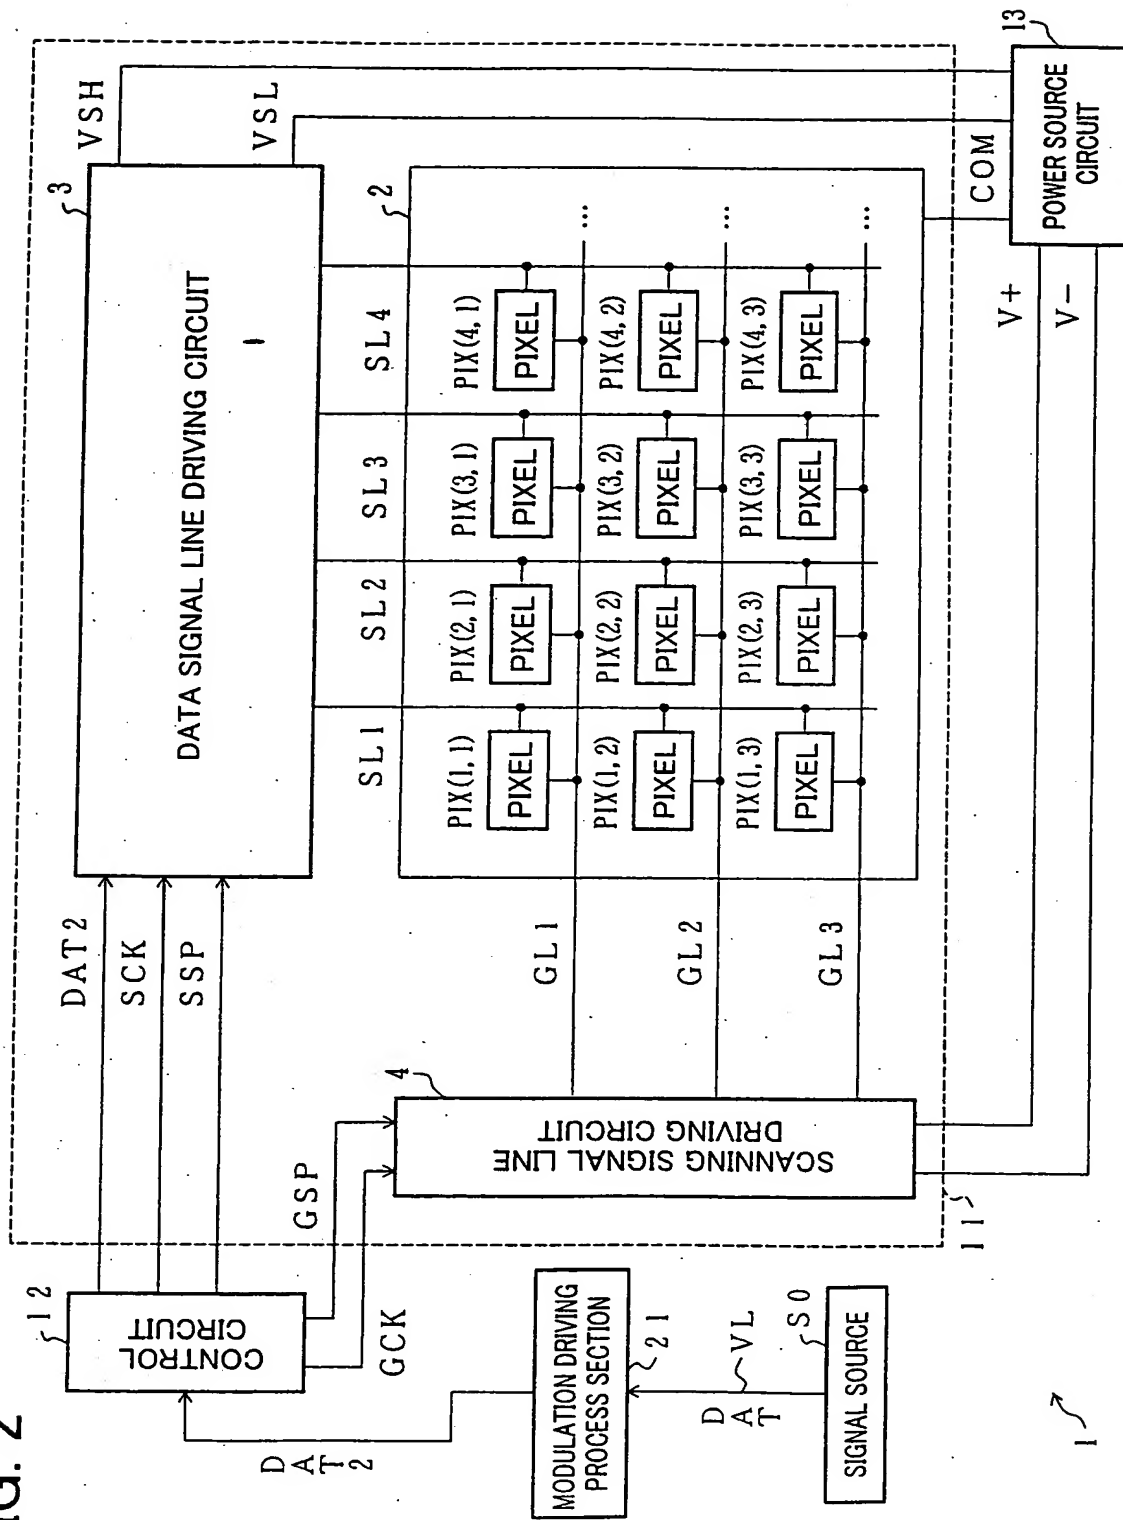 FIG. 2
12
CONTROL
CIRCUIT
DAT2
SCK
SSP
3
DATA SIGNAL LINE DRIVING CIRCUIT
VSH
VSL
GSP
GCK
DAT2
MODULATION DRIVING
PROCESS SECTION
21
DAT
VL
S0
SIGNAL SOURCE
4
SCANNING SIGNAL LINE
DRIVING CIRCUIT
11
SL1
SL2
SL3
SL4
2
GL1
PIX(1,1)
PIXEL
PIX(2,1)
PIXEL
PIX(3,1)
PIXEL
PIX(4,1)
PIXEL
...
GL2
PIX(1,2)
PIXEL
PIX(2,2)
PIXEL
PIX(3,2)
PIXEL
PIX(4,2)
PIXEL
...
GL3
PIX(1,3)
PIXEL
PIX(2,3)
PIXEL
PIX(3,3)
PIXEL
PIX(4,3)
PIXEL
...
COM
V+
V-
13
POWER SOURCE
CIRCUIT
1